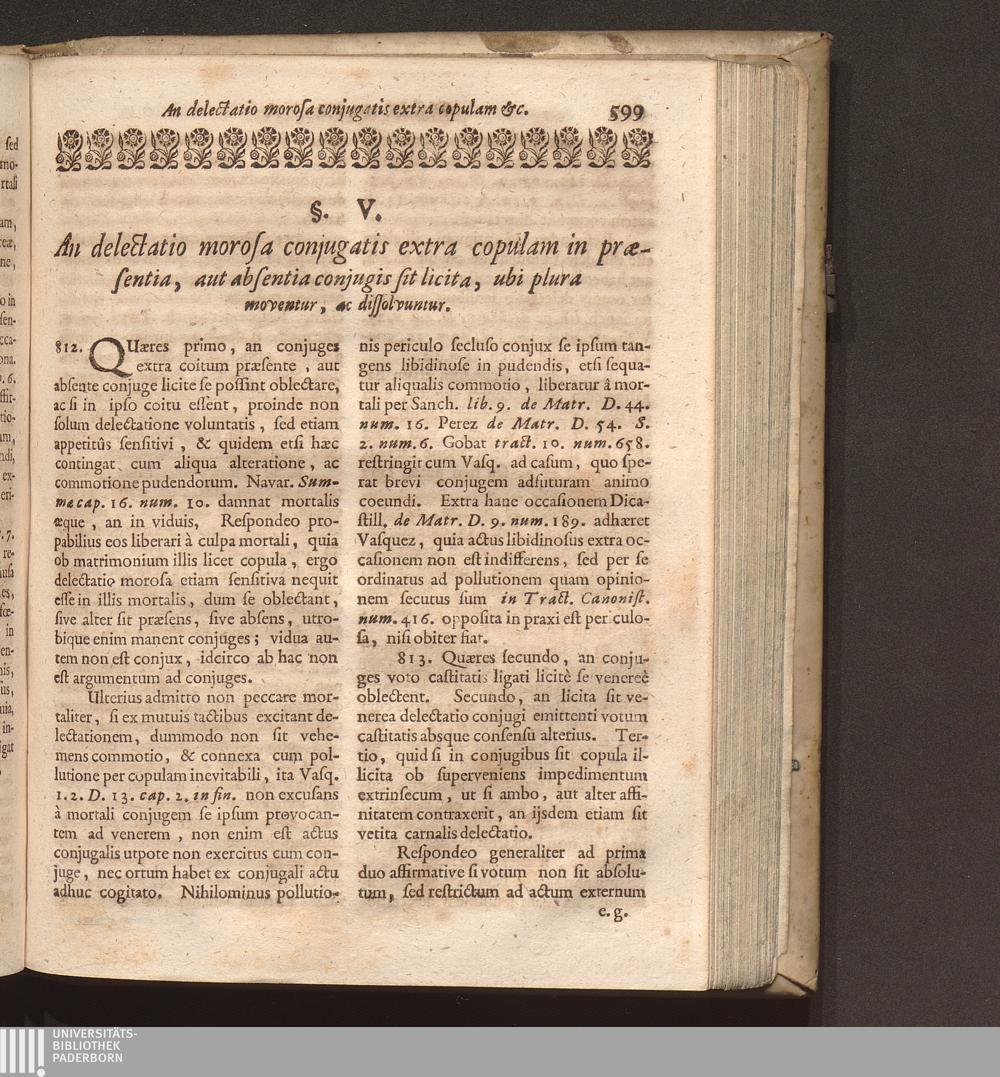 An delectatio moroſa conjugatis extra copulam &c.
599
§. V.
An delectatio moroſa conjugatis extra copulam in præ-
ſentia, aut abſentia conjugis ſit licita, ubi plura
moventur, ac diſſolvuntur.
812. QUæres primo, an conjuges
extra coitum præſente, aut
abſente conjuge licite ſe poſſint oblectare,
ac ſi in ipſo coitu eſſent, proinde non
ſolum delectatione voluntatis, ſed etiam
appetitûs ſenſitivi, & quidem etſi hæc
contingat cum aliqua alteratione, ac
commotione pudendorum. Navar. Sum-
mæ cap. 16. num. 10. damnat mortalis
æque, an in viduis, Reſpondeo pro-
pabilius eos liberari à culpa mortali, quia
ob matrimonium illis licet copula, ergo
delectatio moroſa etiam ſenſitiva nequit
eſſe in illis mortalis, dum ſe oblectant,
ſive alter ſit præſens, ſive abſens, utro-
bique enim manent conjuges; vidua au-
tem non eſt conjux, idcirco ab hac non
eſt argumentum ad conjuges.
Ulterius admitto non peccare mor-
taliter, ſi ex mutuis tactibus excitant de-
lectationem, dummodo non ſit vehe-
mens commotio, & connexa cum pol-
lutione per copulam inevitabili, ita Vaſq.
1. 2. D. 13. cap. 2. in fin. non excuſans
à mortali conjugem ſe ipſum provocan-
tem ad venerem, non enim eſt actus
conjugalis utpote non exercitus cum con-
juge, nec ortum habet ex conjugali actu
adhuc cogitato. Nihilominus pollutio-
nis periculo ſecluſo conjux ſe ipſum tan-
gens libidinoſe in pudendis, etſi ſequa-
tur aliqualis commotio, liberatur â mor-
tali per Sanch. lib. 9. de Matr. D. 44.
num. 16. Perez de Matr. D. 54. S.
2. num. 6. Gobat tract. 10. num. 658.
reſtringit cum Vaſq. ad caſum, quo ſpe-
rat brevi conjugem adfuturam animo
coeundi. Extra hane occaſionem Dica-
ſtill. de Matr. D. 9. num. 189. adhæret
Vaſquez, quia actus libidinoſus extra oc-
caſionem non eſt indifferens, ſed per ſe
ordinatus ad pollutionem quam opinio-
nem ſecutus ſum in Tract. Canoniſt.
num. 416. oppoſita in praxi eſt periculo-
ſa, niſi obiter fiat.
813. Quæres ſecundo, an conju-
ges voto caſtitatis ligati licitè ſe venereè
oblectent. Secundo, an licita ſit ve-
nerea delectatio conjugi emittenti votum
caſtitatis absque conſenſu alterius. Ter-
tio, quid ſi in conjugibus ſit copula il-
licita ob ſuperveniens impedimentum
extrinſecum, ut ſi ambo, aut alter affi-
nitatem contraxerit, an ijsdem etiam ſit
vetita carnalis delectatio.
Reſpondeo generaliter ad prima
duo affirmative ſi votum non ſit abſolu-
tum, ſed reſtrictum ad actum externum
e. g.
UNIVERSITÄTS-
BIBLIOTHEK
PADERBORN